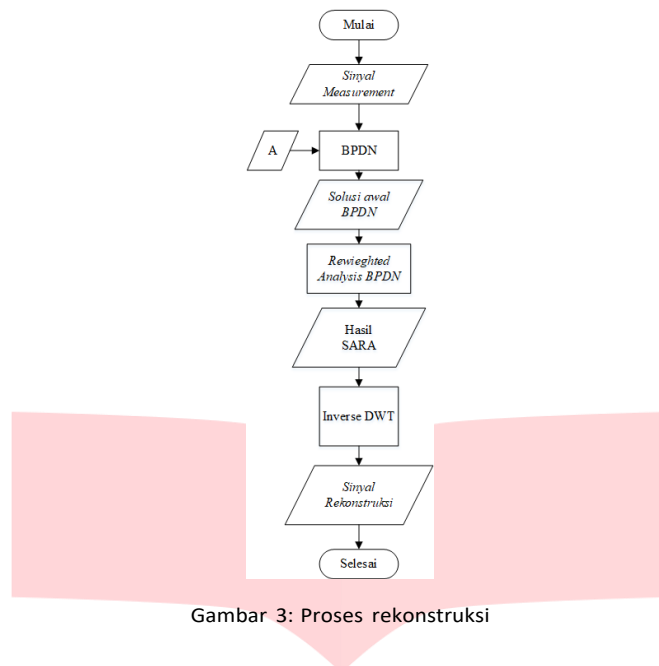 Mulai
Sinyal
Measurement
A
BPDN
Solusi awal
BPDN
Rewieghted
Analysis BPDN
Hasil
SARA
Inverse DWT
Sinyal
Rekonstruksi
Selesai
Gambar 3: Proses rekonstruksi